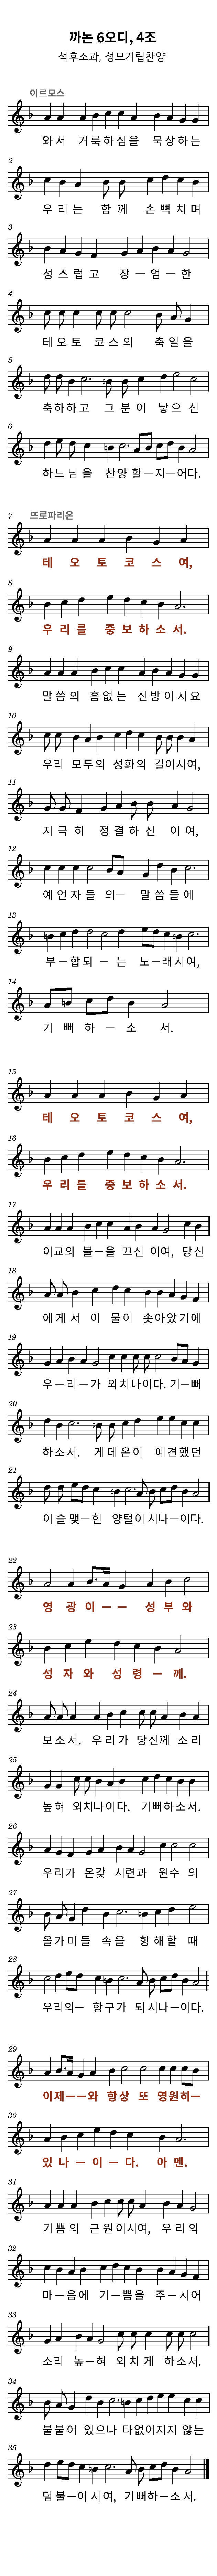 까논 6오디, 4조
석후소과, 성모기립찬양
이르모스
와서 거룩하심을 묵상하는
2
우리는 함께 손뼉치며
3
성스럽고 장－엄－한
4
테오토코스의 축일을
5
축하하고 그분이 낳으신
6
하느님을 찬양할－지－어다.
7 뜨로파리온
테 오 토 코 스 여,
8
우리를 중보하소서.
9
말씀의 흠없는 신방이시요
10
우리 모두의 성화의 길이시여,
11
지극히 정결하신 이여,
12
예언자들의－ 말씀들에
13
부－합되－는 노－래시여,
14
기뻐하－소서.
15
테 오 토 코 스 여,
16
우리를 중보하소서.
17
이교의 불－을 끄신 이여, 당신
18
에게서 이 물이 솟아았기에
19
우－리－가 외치나이다. 기－뻐
20
하소서. 게데온이 예견했던
21
이슬맺－힌 양털이시나－이다.
22
영광이－－ 성부와
23
성자와 성령－께.
24
보소서. 우리가 당신께 소리
25
높혀 외치나이다. 기뻐하소서.
26
우리가 온갖 시련과 원수의
27
올가미들 속을 항해할 때
28
우리의－ 항구가 되시나－이다.
29
이제－－와 항상 또 영원히－
30
있나－이－다. 아멘.
31
기쁨의 근원이시여, 우리의
32
마－음에 기－쁨을 주－시어
33
소리 높－혀 외치게 하소서.
34
불붙어 있으나 타없어지지 않는
35
덤불－이시여, 기뻐하－소서.